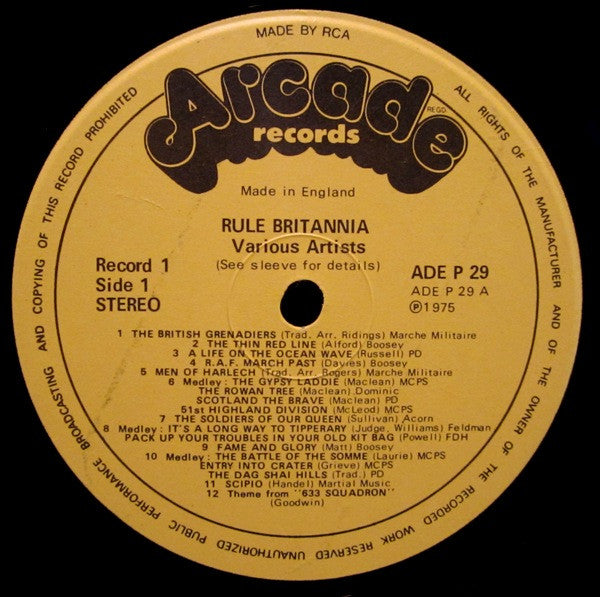 MADE BY RCA
ALL RIGHTS OF THE MANUFACTURER AND OF THE OWNER OF THE RECORDED WORK RESERVED UNAUTHORIZED PUBLIC PERFORMANCE BROADCASTING AND COPYING OF THIS RECORD PROHIBITED
Arcade
REGD.
records
Made in England
RULE BRITANNIA
Various Artists
(See sleeve for details)
Record 1
Side 1
STEREO
ADE P 29
ADE P 29 A
Ⓟ1975
1 THE BRITISH GRENADIERS (Trad. Arr. Ridings) Marche Militaire
2 THE THIN RED LINE (Alford) Boosey
3 A LIFE ON THE OCEAN WAVE (Russell) PD
4 R.A.F. MARCH PAST (Davies) Boosey
5 MEN OF HARLECH (Trad. Arr. Rogers) Marche Militaire
6 Medley: THE GYPSY LADDIE (Maclean) MCPS
THE ROWAN TREE (Maclean) Dominic
SCOTLAND THE BRAVE (Maclean) PD
51st HIGHLAND DIVISION (McLeod) MCPS
7 THE SOLDIERS OF OUR QUEEN (Sullivan) Acorn
8 Medley: IT'S A LONG WAY TO TIPPERARY (Judge, Williams) Feldman
PACK UP YOUR TROUBLES IN YOUR OLD KIT BAG (Powell) FDH
9 FAME AND GLORY (Matt) Boosey
10 Medley: THE BATTLE OF THE SOMME (Laurie) MCPS
ENTRY INTO CRATER (Grieve) MCPS
THE DAG SHAI HILLS (Trad.) PD
11 SCIPIO (Handel) Martial Music
12 Theme from "633 SQUADRON"
(Goodwin)